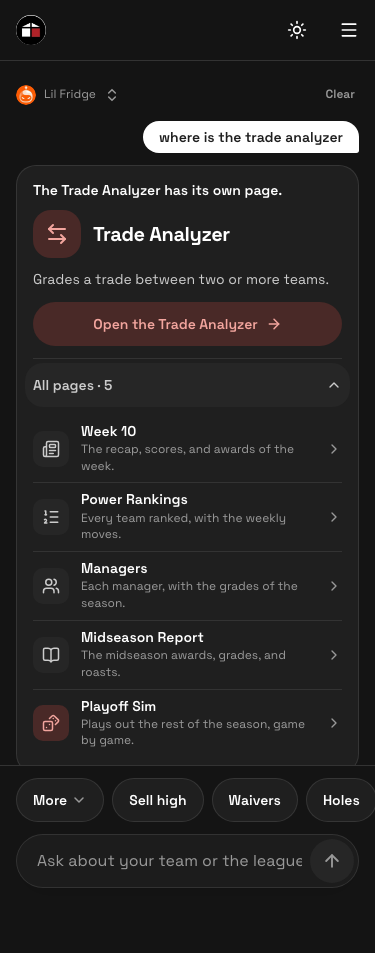 Lil Fridge
Clear
where is the trade analyzer
The Trade Analyzer has its own page.
Trade Analyzer
Grades a trade between two or more teams.
Open the Trade Analyzer
All pages · 5
Week 10
The recap, scores, and awards of the
week.
Power Rankings
Every team ranked, with the weekly
moves.
Managers
Each manager, with the grades of the
season.
Midseason Report
The midseason awards, grades, and
roasts.
Playoff Sim
Plays out the rest of the season, game
by game.
More
Sell high
Waivers
Holes
Ask about your team or the league